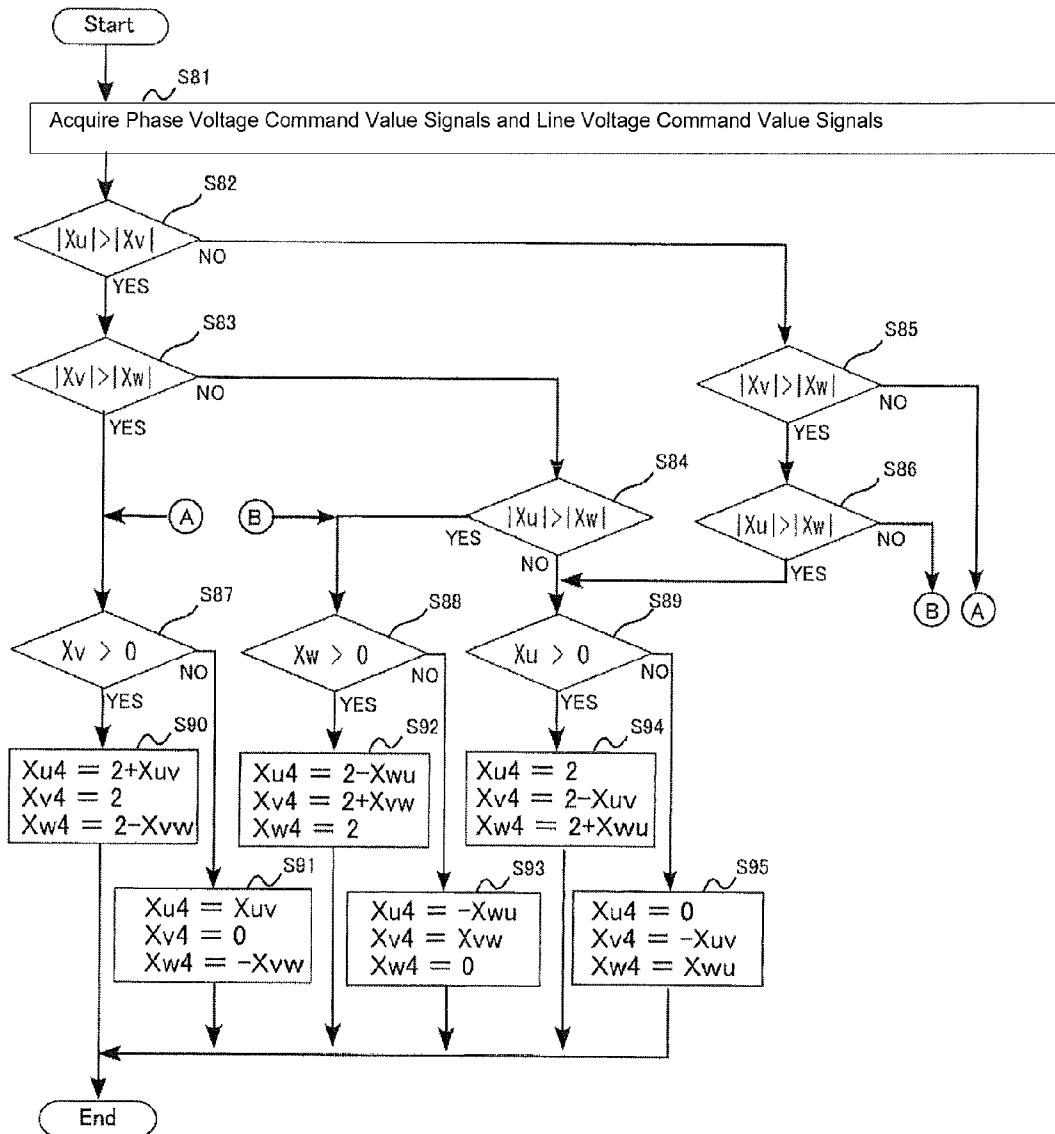 Start
S81
Acquire Phase Voltage Command Value Signals and Line Voltage Command Value Signals
S82
|Xu|>|Xv|
NO
YES
S83
|Xv|>|Xw|
NO
YES
S85
|Xv|>|Xw|
NO
YES
S84
|Xu|>|Xw|
YES
NO
S86
|Xu|>|Xw|
NO
YES
A
B
B
A
S87
Xv > 0
NO
YES
S88
Xw > 0
NO
YES
S89
Xu > 0
NO
YES
S90
Xu4 = 2+Xuv
Xv4 = 2
Xw4 = 2-Xvw
S92
Xu4 = 2-Xwu
Xv4 = 2+Xvw
Xw4 = 2
S94
Xu4 = 2
Xv4 = 2-Xuv
Xw4 = 2+Xwu
S91
Xu4 = Xuv
Xv4 = 0
Xw4 = -Xvw
S93
Xu4 = -Xwu
Xv4 = Xvw
Xw4 = 0
S95
Xu4 = 0
Xv4 = -Xuv
Xw4 = Xwu
End